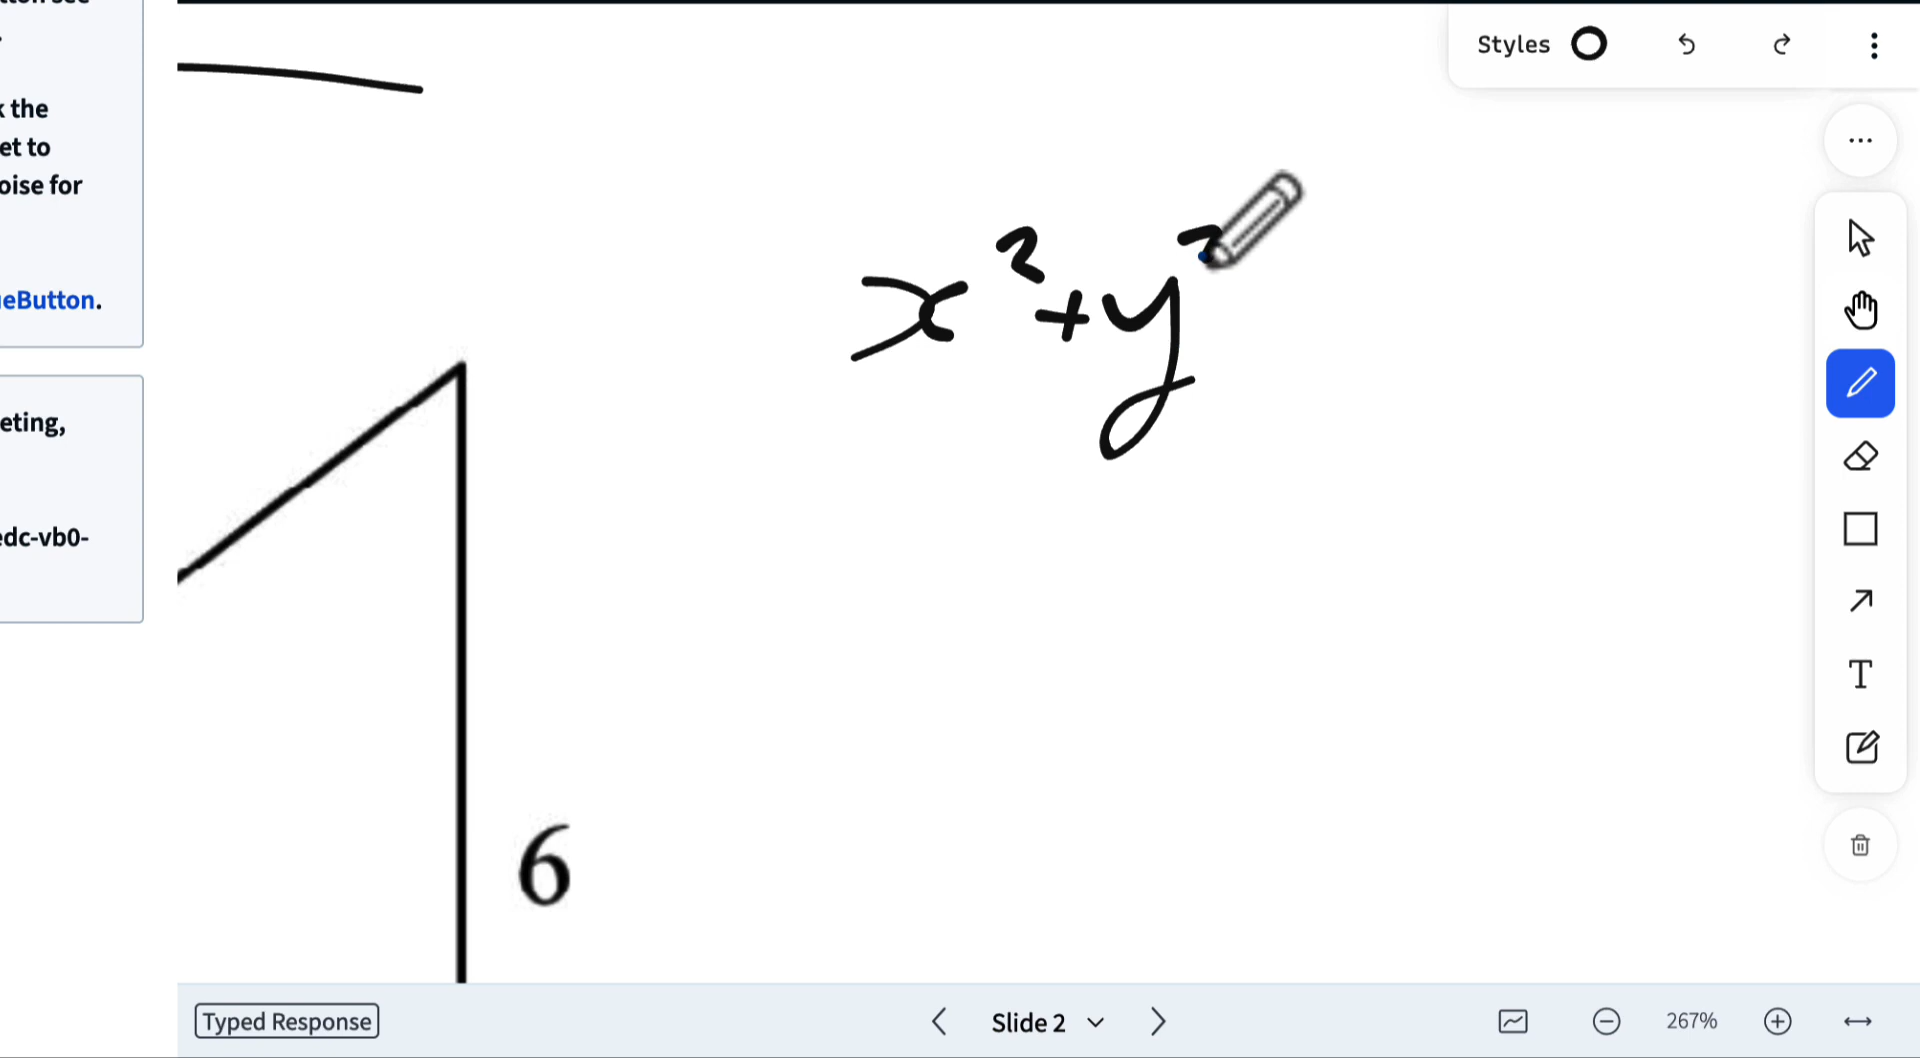 k the
et to
oise for
eButton.
eting,
edc-vb0-
Styles
x²+y²
T
6
Typed Response
Slide 2
267%